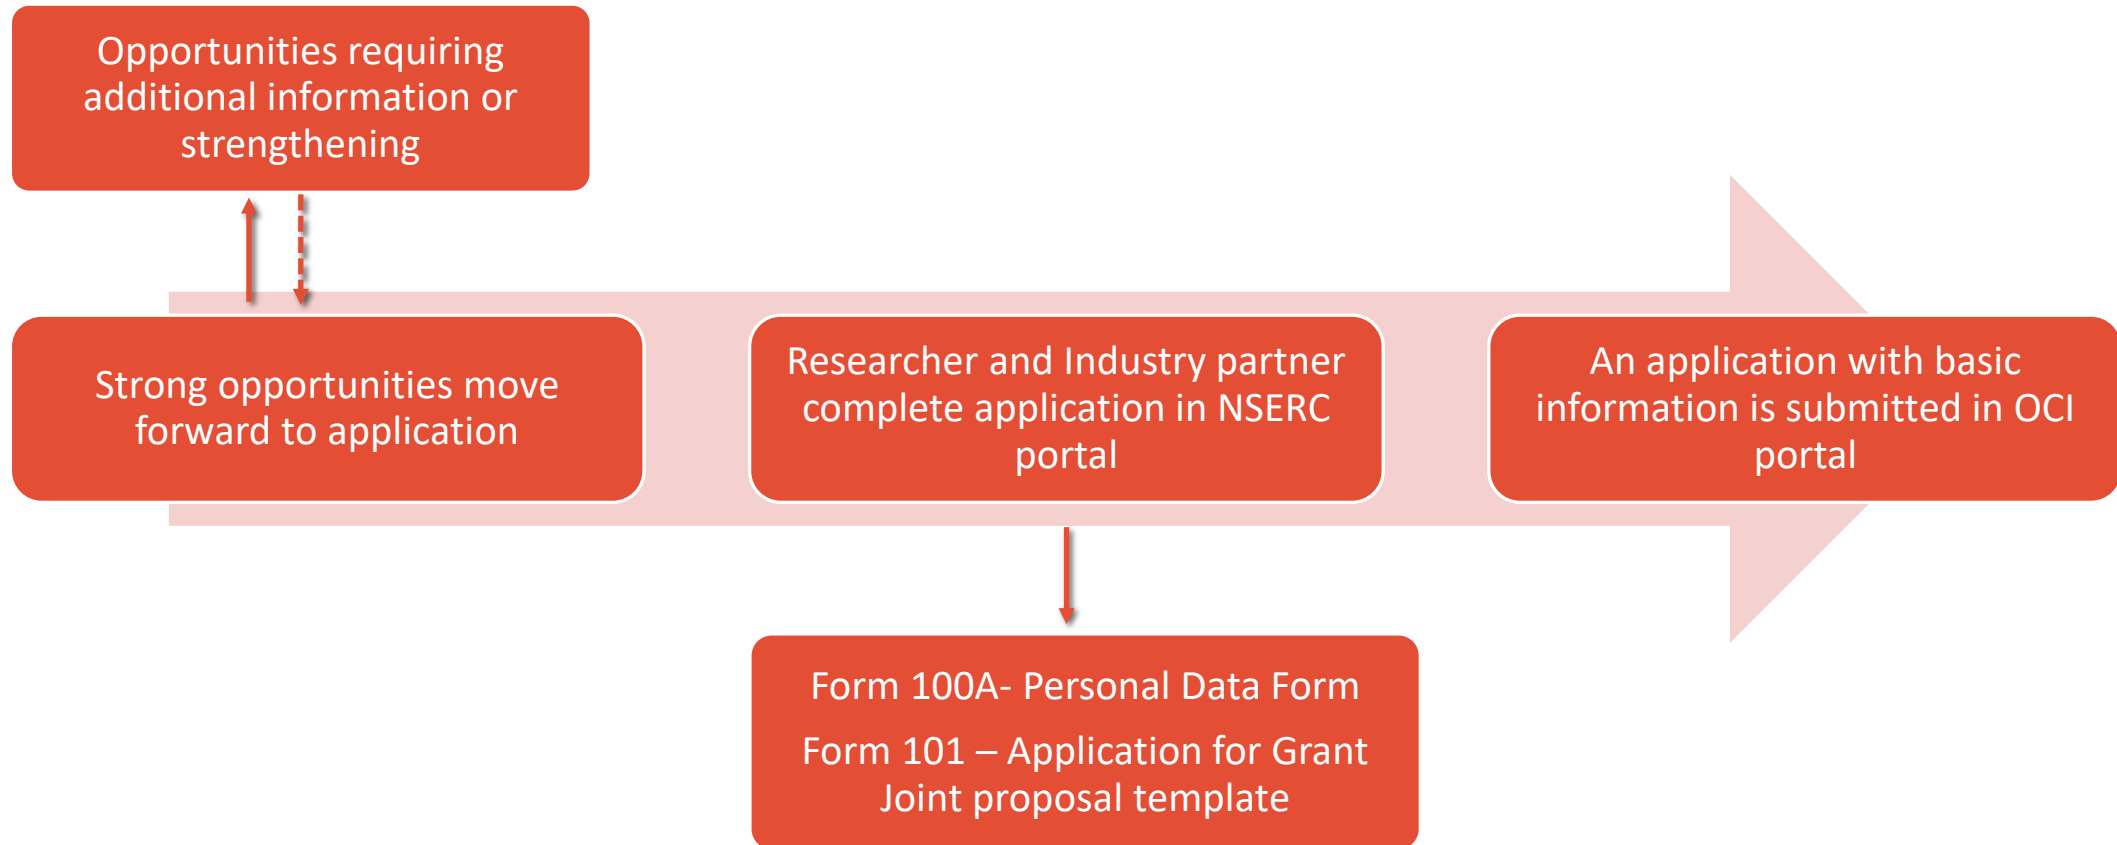 Opportunities requiring
additional information or
strengthening
Strong opportunities move
forward to application
Researcher and Industry partner
complete application in NSERC
portal
An application with basic
information is submitted in OCI
portal
Form 100A- Personal Data Form
Form 101 – Application for Grant
Joint proposal template